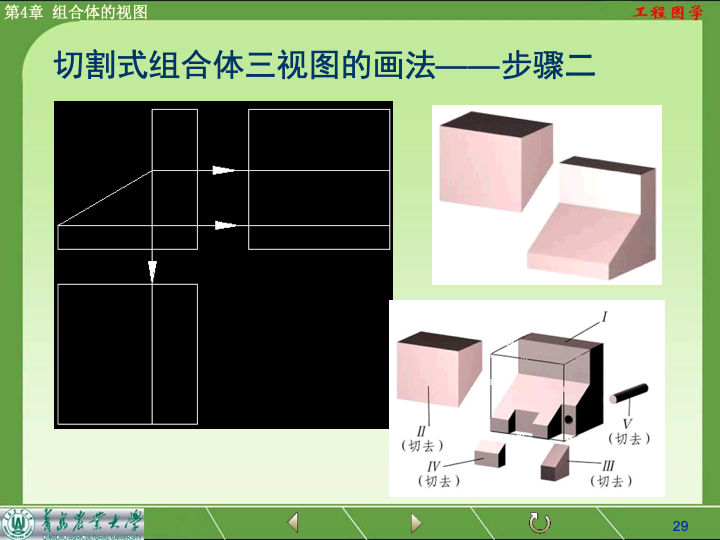 第4章 组合体的视图
工程图学
切割式组合体三视图的画法——步骤二
I
II
(切去)
V
(切去)
IV
(切去)
III
(切去)
青岛农业大学
29